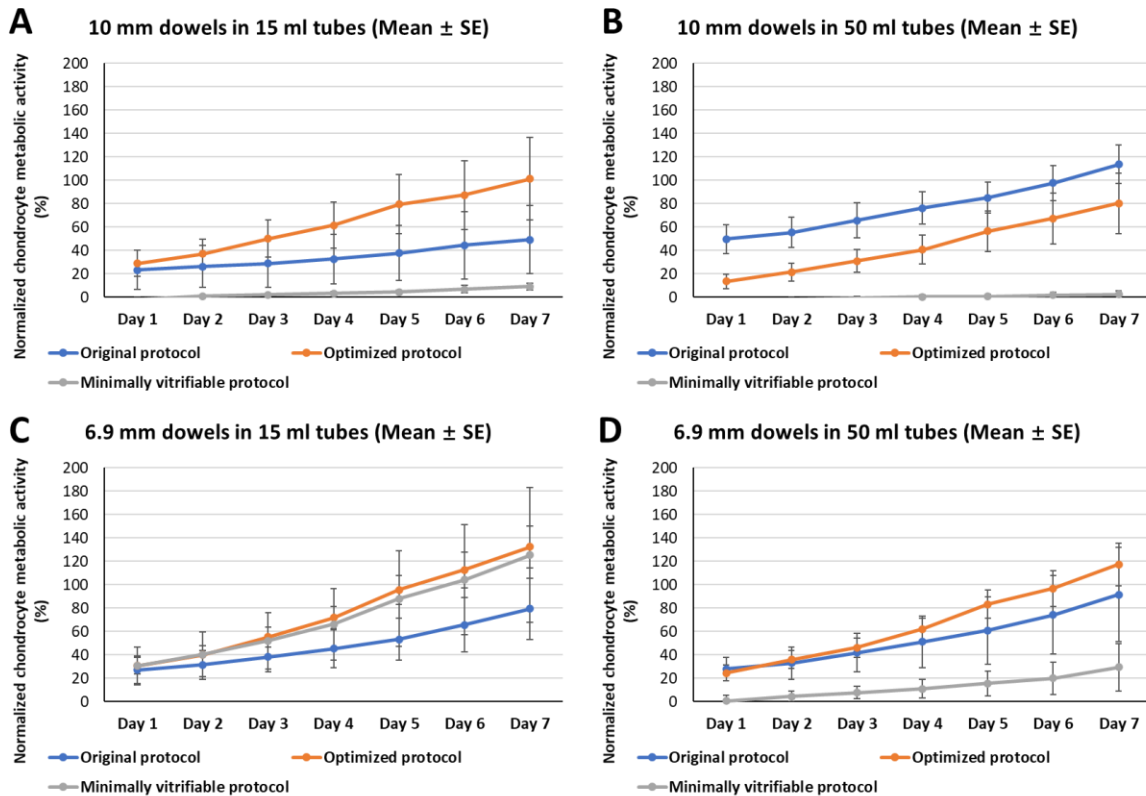 A
10 mm dowels in 15 ml tubes (Mean ± SE)
Normalized chondrocyte metabolic activity
(%)
200
180
160
140
120
100
80
60
40
20
0
Day 1 Day 2 Day 3 Day 4 Day 5 Day 6 Day 7
Original protocol Optimized protocol
Minimally vitrifiable protocol
B
10 mm dowels in 50 ml tubes (Mean ± SE)
Normalized chondrocyte metabolic activity
(%)
200
180
160
140
120
100
80
60
40
20
0
Day 1 Day 2 Day 3 Day 4 Day 5 Day 6 Day 7
Original protocol Optimized protocol
Minimally vitrifiable protocol
C
6.9 mm dowels in 15 ml tubes (Mean ± SE)
Normalized chondrocyte metabolic activity
(%)
200
180
160
140
120
100
80
60
40
20
0
Day 1 Day 2 Day 3 Day 4 Day 5 Day 6 Day 7
Original protocol Optimized protocol
Minimally vitrifiable protocol
D
6.9 mm dowels in 50 ml tubes (Mean ± SE)
Normalized chondrocyte metabolic activity
(%)
200
180
160
140
120
100
80
60
40
20
0
Day 1 Day 2 Day 3 Day 4 Day 5 Day 6 Day 7
Original protocol Optimized protocol
Minimally vitrifiable protocol